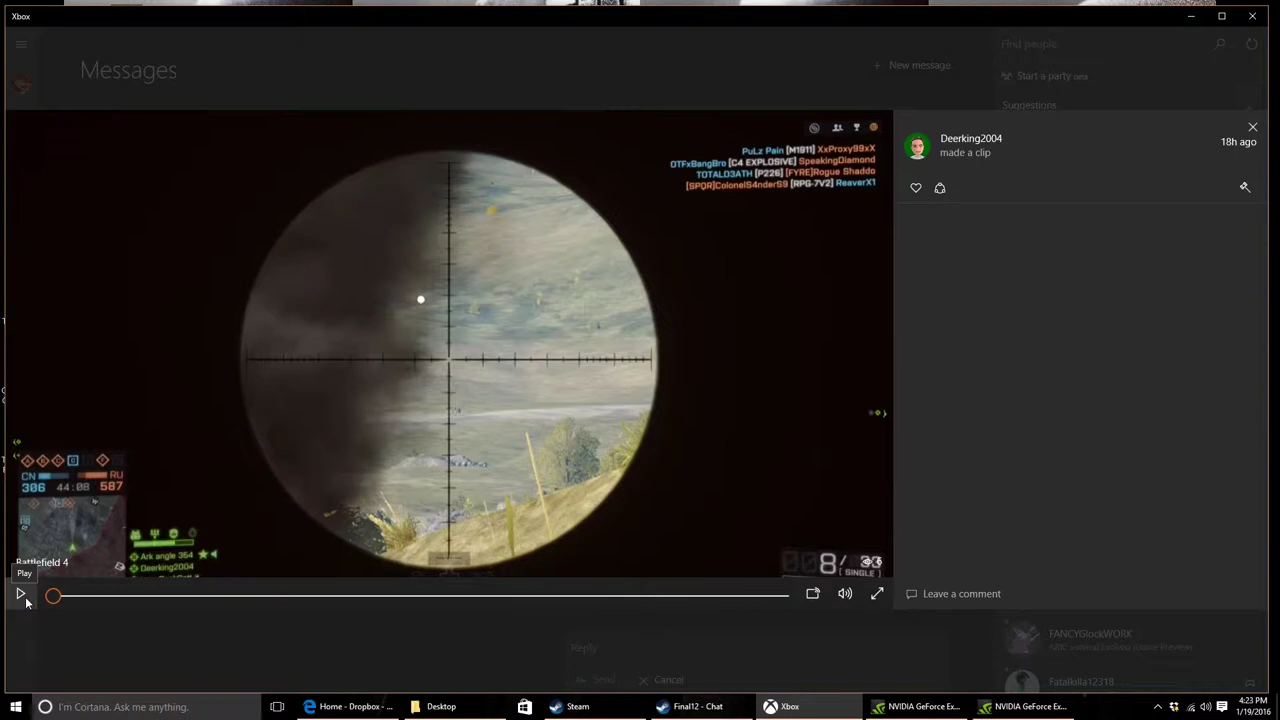 Xbox
Messages
+ New message
Find people
Start a party beta
Suggestions
Deerking2004
made a clip
18h ago
PuLz Pain [M1911] XxProxy99xX
OTFxBangBro [C4 EXPLOSIVE] SpeakingDiamond
TOTALD3ATH [P226] [FYRE]Rogue Shaddo
[SPQR]ColonelS4nderS9 [RPG-7V2] ReaverX1
CN RU
306 44:08 587
Ark angle 354
Deerking2004
Battlefield 4
Play
8/
[ SINGLE ]
Leave a comment
Reply
Send
Cancel
FANCYGlockWORK
Fatalkilla12318
I'm Cortana. Ask me anything.
Home - Dropbox - ...
Desktop
Steam
Final12 - Chat
Xbox
NVIDIA GeForce Ex...
NVIDIA GeForce Ex...
4:23 PM
1/19/2016